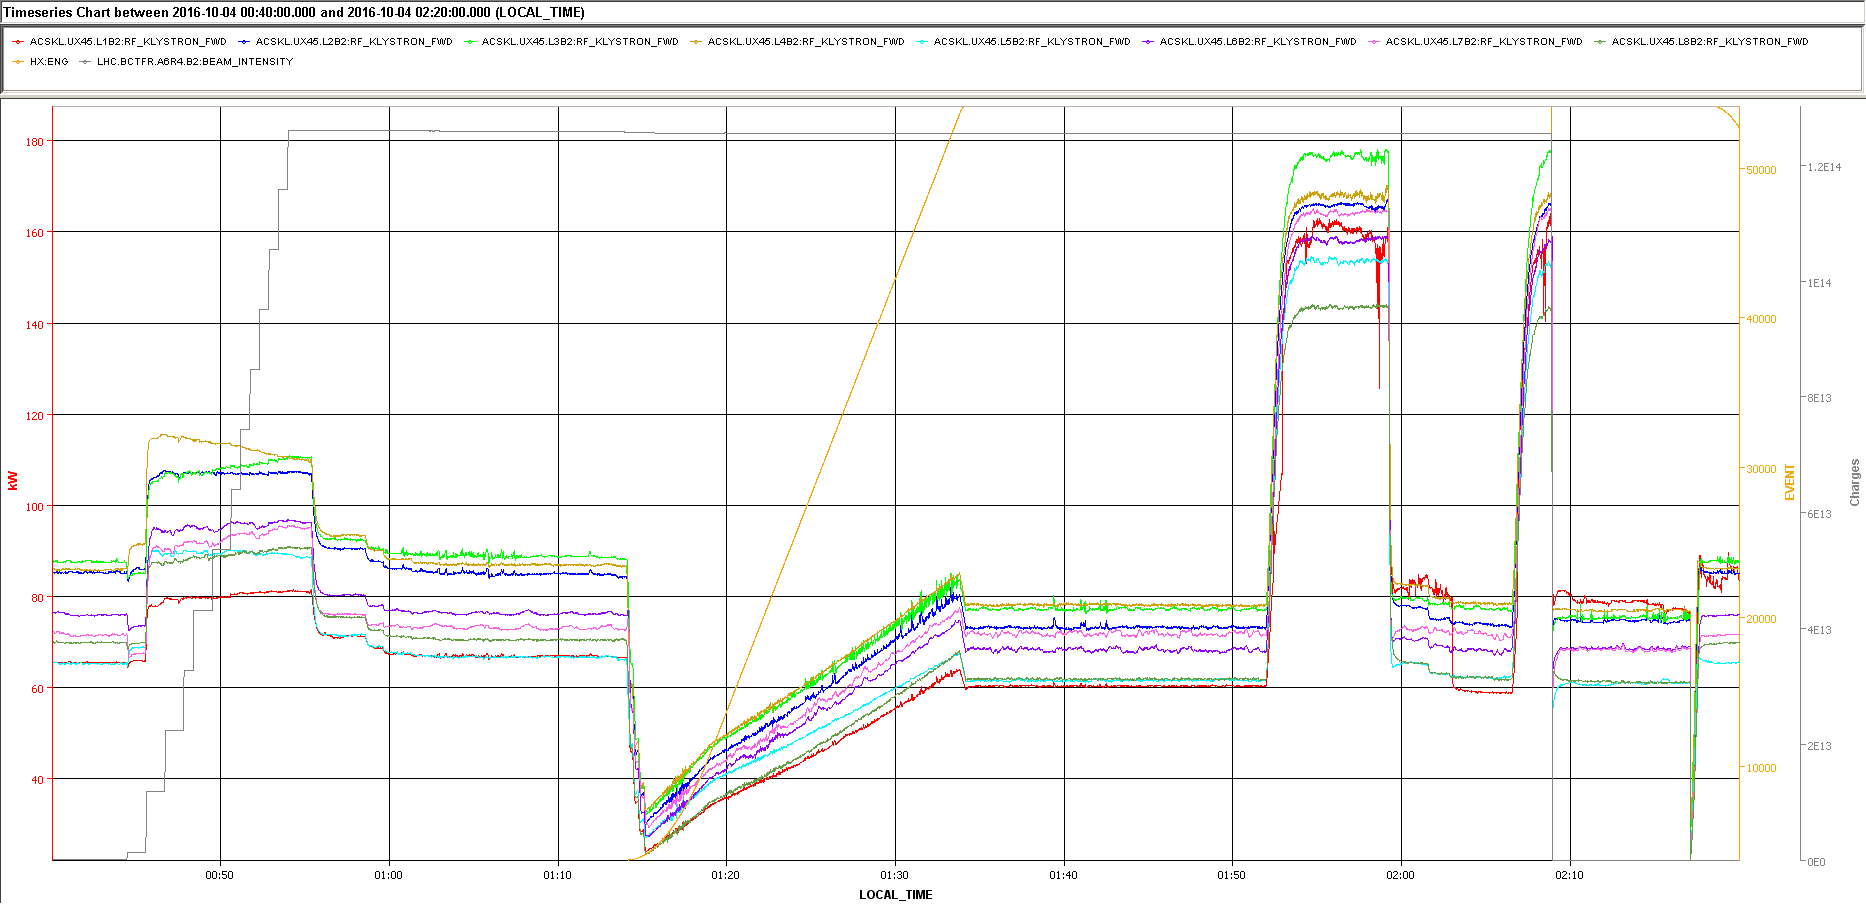 Timeseries Chart between 2016-10-04 00:40:00.000 and 2016-10-04 02:20:00.000 (LOCAL_TIME)
ACSKL.UX45.L1B2:RF_KLYSTRON_FWD ACSKL.UX45.L2B2:RF_KLYSTRON_FWD ACSKL.UX45.L3B2:RF_KLYSTRON_FWD ACSKL.UX45.L4B2:RF_KLYSTRON_FWD ACSKL.UX45.L5B2:RF_KLYSTRON_FWD ACSKL.UX45.L6B2:RF_KLYSTRON_FWD ACSKL.UX45.L7B2:RF_KLYSTRON_FWD ACSKL.UX45.L8B2:RF_KLYSTRON_FWD
HX:ENG LHC.BCTFR.A6R4.B2:BEAM_INTENSITY
kW
180
160
140
120
100
80
60
40
50000
40000
30000
20000
10000
EVENT
1.2E14
1E14
8E13
6E13
4E13
2E13
0E0
Charges
00:50 01:00 01:10 01:20 01:30 01:40 01:50 02:00 02:10
LOCAL_TIME